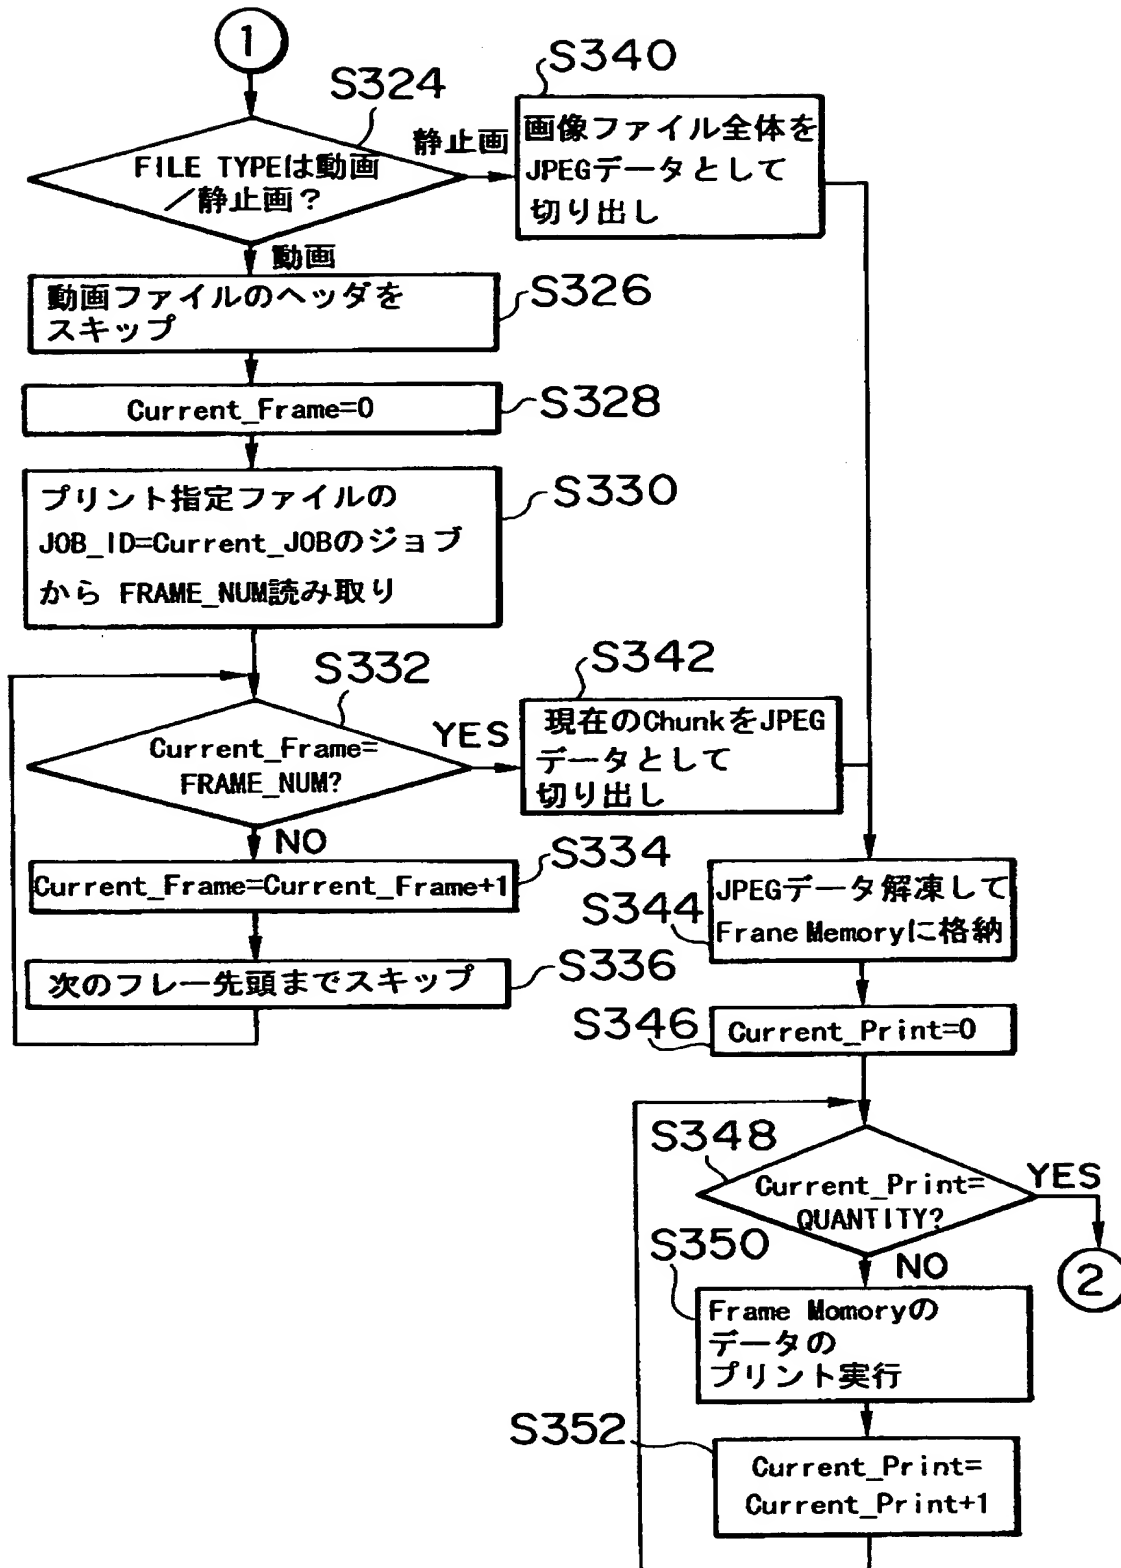 1
S324
FILE TYPEは動画
／静止画？
静止画
動画
S340
画像ファイル全体を
JPEGデータとして
切り出し
動画ファイルのヘッダを
スキップ
S326
Current_Frame=0
S328
プリント指定ファイルの
JOB_ID=Current_JOBのジョブ
から FRAME_NUM読み取り
S330
S332
Current_Frame=
FRAME_NUM?
YES
NO
S342
現在のChunkをJPEG
データとして
切り出し
Current_Frame=Current_Frame+1
S334
次のフレー先頭までスキップ
S336
S344
JPEGデータ解凍して
Frane Memoryに格納
S346
Current_Print=0
S348
Current_Print=
QUANTITY?
YES
NO
2
S350
Frame Momoryの
データの
プリント実行
S352
Current_Print=
Current_Print+1